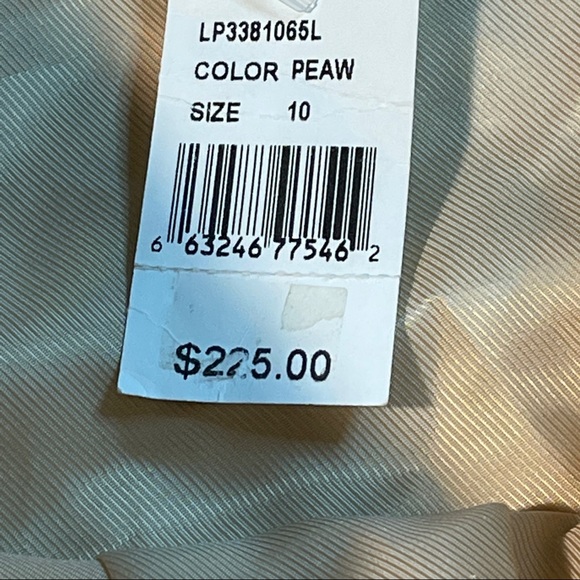 LP3381065L
COLOR PEAW
SIZE 10
6 63246 77546 2
$225.00